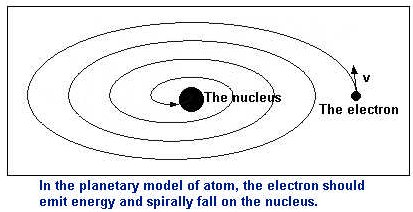 v
The nucleus
The electron
In the planetary model of atom, the electron should
emit energy and spirally fall on the nucleus.